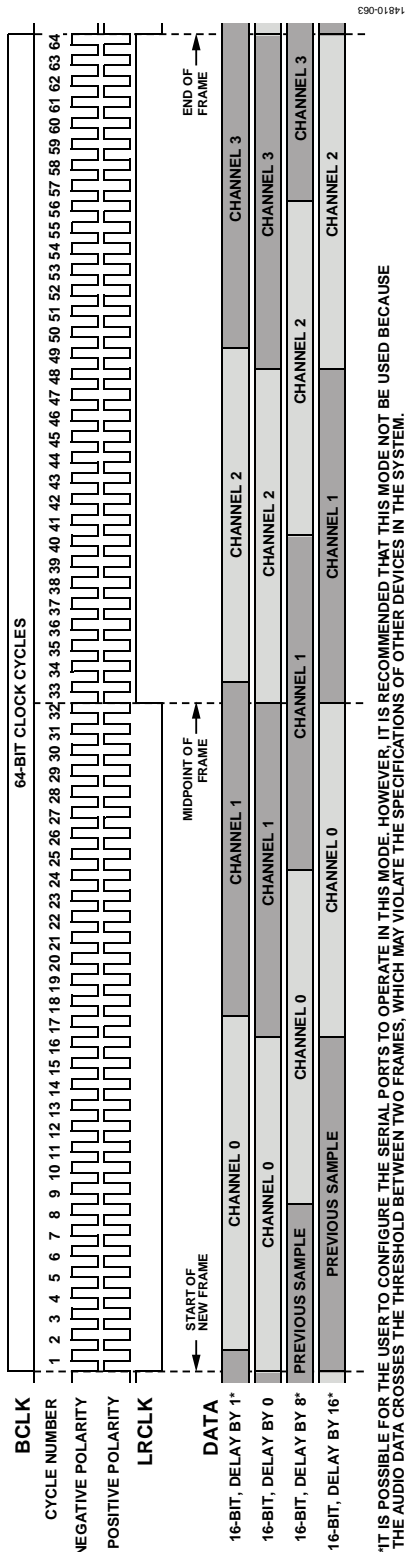 64-BIT CLOCK CYCLES
BCLK
CYCLE NUMBER 1 2 3 4 5 6 7 8 9 10 11 12 13 14 15 16 17 18 19 20 21 22 23 24 25 26 27 28 29 30 31 32 33 34 35 36 37 38 39 40 41 42 43 44 45 46 47 48 49 50 51 52 53 54 55 56 57 58 59 60 61 62 63 64
NEGATIVE POLARITY
POSITIVE POLARITY
LRCLK
START OF NEW FRAME
MIDPOINT OF FRAME
END OF FRAME
DATA
16-BIT, DELAY BY 1* CHANNEL 0 CHANNEL 1 CHANNEL 2 CHANNEL 3
16-BIT, DELAY BY 0 CHANNEL 0 CHANNEL 1 CHANNEL 2 CHANNEL 3
16-BIT, DELAY BY 8* PREVIOUS SAMPLE CHANNEL 0 CHANNEL 1 CHANNEL 2 CHANNEL 3
16-BIT, DELAY BY 16* PREVIOUS SAMPLE CHANNEL 0 CHANNEL 1 CHANNEL 2
*IT IS POSSIBLE FOR THE USER TO CONFIGURE THE SERIAL PORTS TO OPERATE IN THIS MODE. HOWEVER, IT IS RECOMMENDED THAT THIS MODE NOT BE USED BECAUSE
THE AUDIO DATA CROSSES THE THRESHOLD BETWEEN TWO FRAMES, WHICH MAY VIOLATE THE SPECIFICATIONS OF OTHER DEVICES IN THE SYSTEM.
14810-063